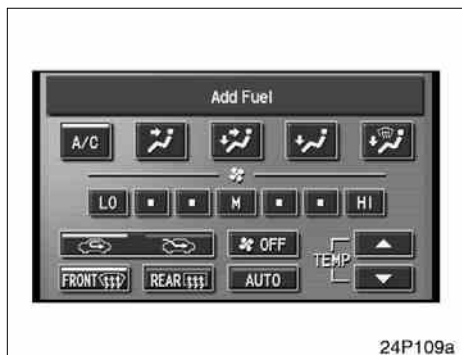 Add Fuel
A/C
LO M HI
OFF
TEMP
FRONT REAR AUTO
24P109a